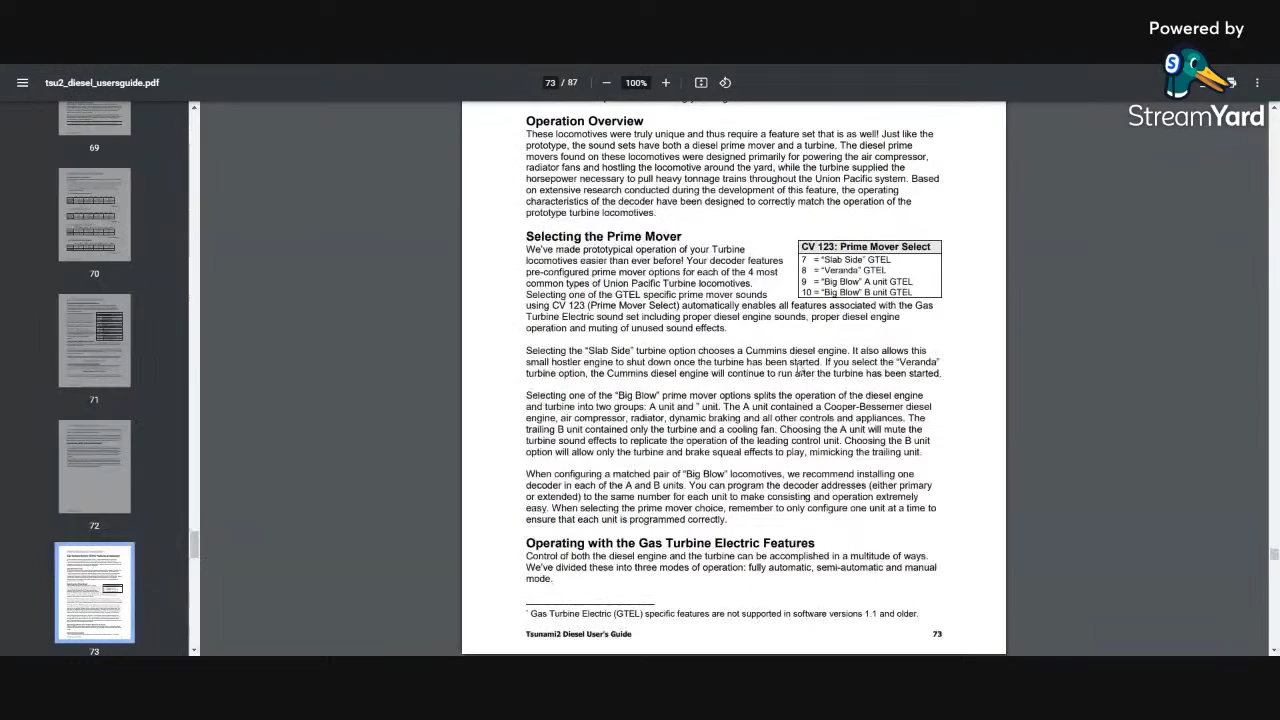 Powered by
StreamYard
tsu2_diesel_usersguide.pdf
73 / 87
100%
69
70
71
72
73
Operation Overview
These locomotives were truly unique and thus require a feature set that is as well! Just like the
prototype, the sound sets have both a diesel prime mover and a turbine. The diesel prime
movers found on these locomotives were designed primarily for powering the air compressor,
radiator fans and hostling the locomotive around the yard, while the turbine supplied the
horsepower necessary to pull heavy tonnage trains throughout the Union Pacific system. Based
on extensive research conducted during the development of this feature, the operating
characteristics of the decoder have been designed to correctly match the operation of the
prototype turbine locomotives.
Selecting the Prime Mover
We've made prototypical operation of your Turbine
locomotives easier than ever before! Your decoder features
pre-configured prime mover options for each of the 4 most
common types of Union Pacific Turbine locomotives.
Selecting one of the GTEL specific prime mover sounds
using CV 123 (Prime Mover Select) automatically enables all features associated with the Gas
Turbine Electric sound set including proper diesel engine sounds, proper diesel engine
operation and muting of unused sound effects.
CV 123: Prime Mover Select
7 = “Slab Side” GTEL
8 = “Veranda” GTEL
9 = “Big Blow” A unit GTEL
10 = “Big Blow” B unit GTEL
Selecting the “Slab Side” turbine option chooses a Cummins diesel engine. It also allows this
small hostler engine to shut down once the turbine has been started. If you select the “Veranda”
turbine option, the Cummins diesel engine will continue to run after the turbine has been started.
Selecting one of the “Big Blow” prime mover options splits the operation of the diesel engine
and turbine into two groups: A unit and ” unit. The A unit contained a Cooper-Bessemer diesel
engine, air compressor, radiator, dynamic braking and all other controls and appliances. The
trailing B unit contained only the turbine and a cooling fan. Choosing the A unit will mute the
turbine sound effects to replicate the operation of the leading control unit. Choosing the B unit
option will allow only the turbine and brake squeal effects to play, mimicking the trailing unit.
When configuring a matched pair of “Big Blow” locomotives, we recommend installing one
decoder in each of the A and B units. You can program the decoder addresses (either primary
or extended) to the same number for each unit to make consisting and operation extremely
easy. When selecting the prime mover choice, remember to only configure one unit at a time to
ensure that each unit is programmed correctly.
Operating with the Gas Turbine Electric Features
Control of both the diesel engine and the turbine can be accomplished in a multitude of ways.
We've divided these into three modes of operation: fully automatic, semi-automatic and manual
mode.
* Gas Turbine Electric (GTEL) specific features are not supported in software versions 1.1 and older.
Tsunami2 Diesel User's Guide 73